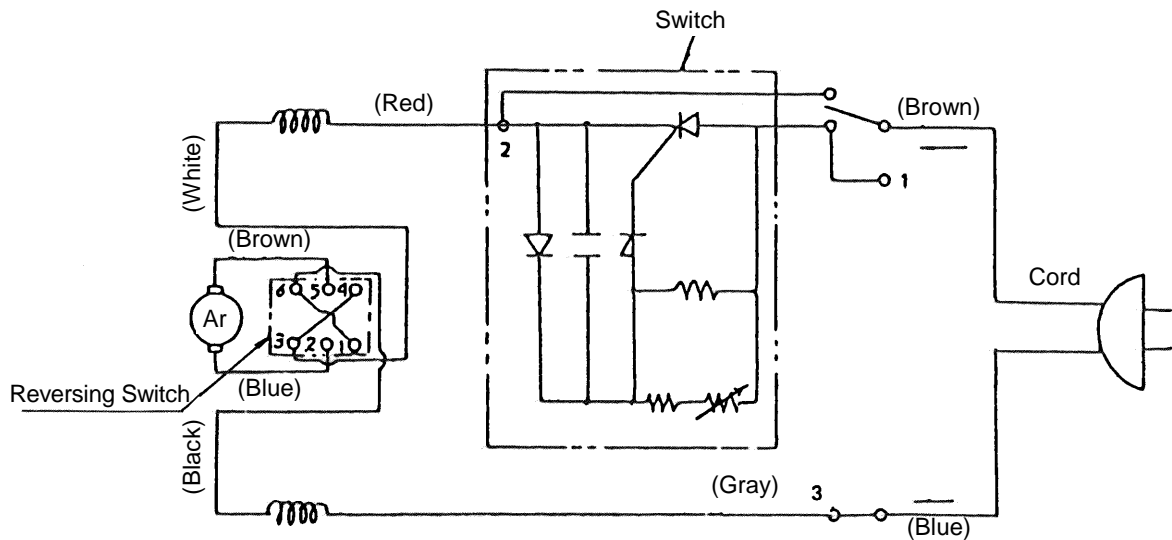 Switch
(Red)
(Brown)
2
(White)
1
(Brown)
6 5 4
Cord
Ar
3 2 1
(Blue)
Reversing Switch
(Black)
(Gray)
3
(Blue)